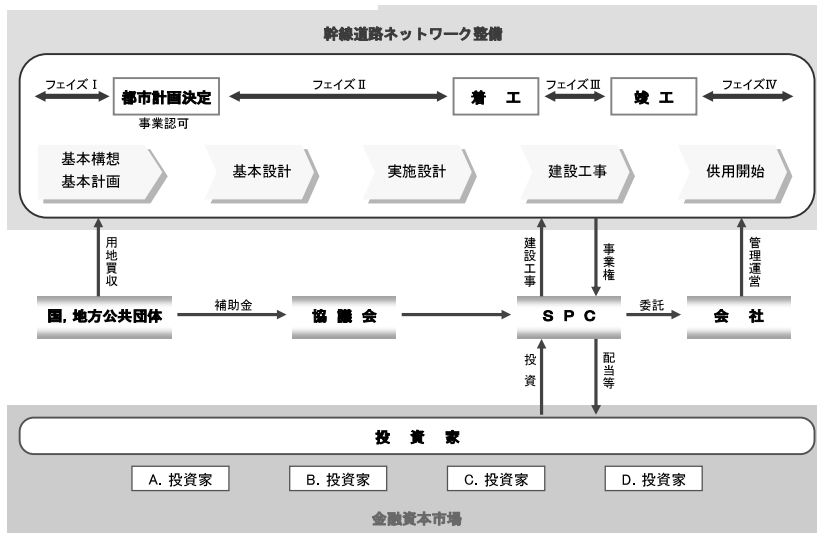 幹線道路ネットワーク整備
フェイズⅠ
都市計画決定
フェイズⅡ
着 工
フェイズⅢ
竣 工
フェイズⅣ
事業認可
基本構想
基本計画
基本設計
実施設計
建設工事
供用開始
用地買収
建設工事
事業権
管理運営
国，地方公共団体
補助金
協 議 会
S P C
委託
会 社
投資
配当等
投 資 家
A．投資家
B．投資家
C．投資家
D．投資家
金融資本市場